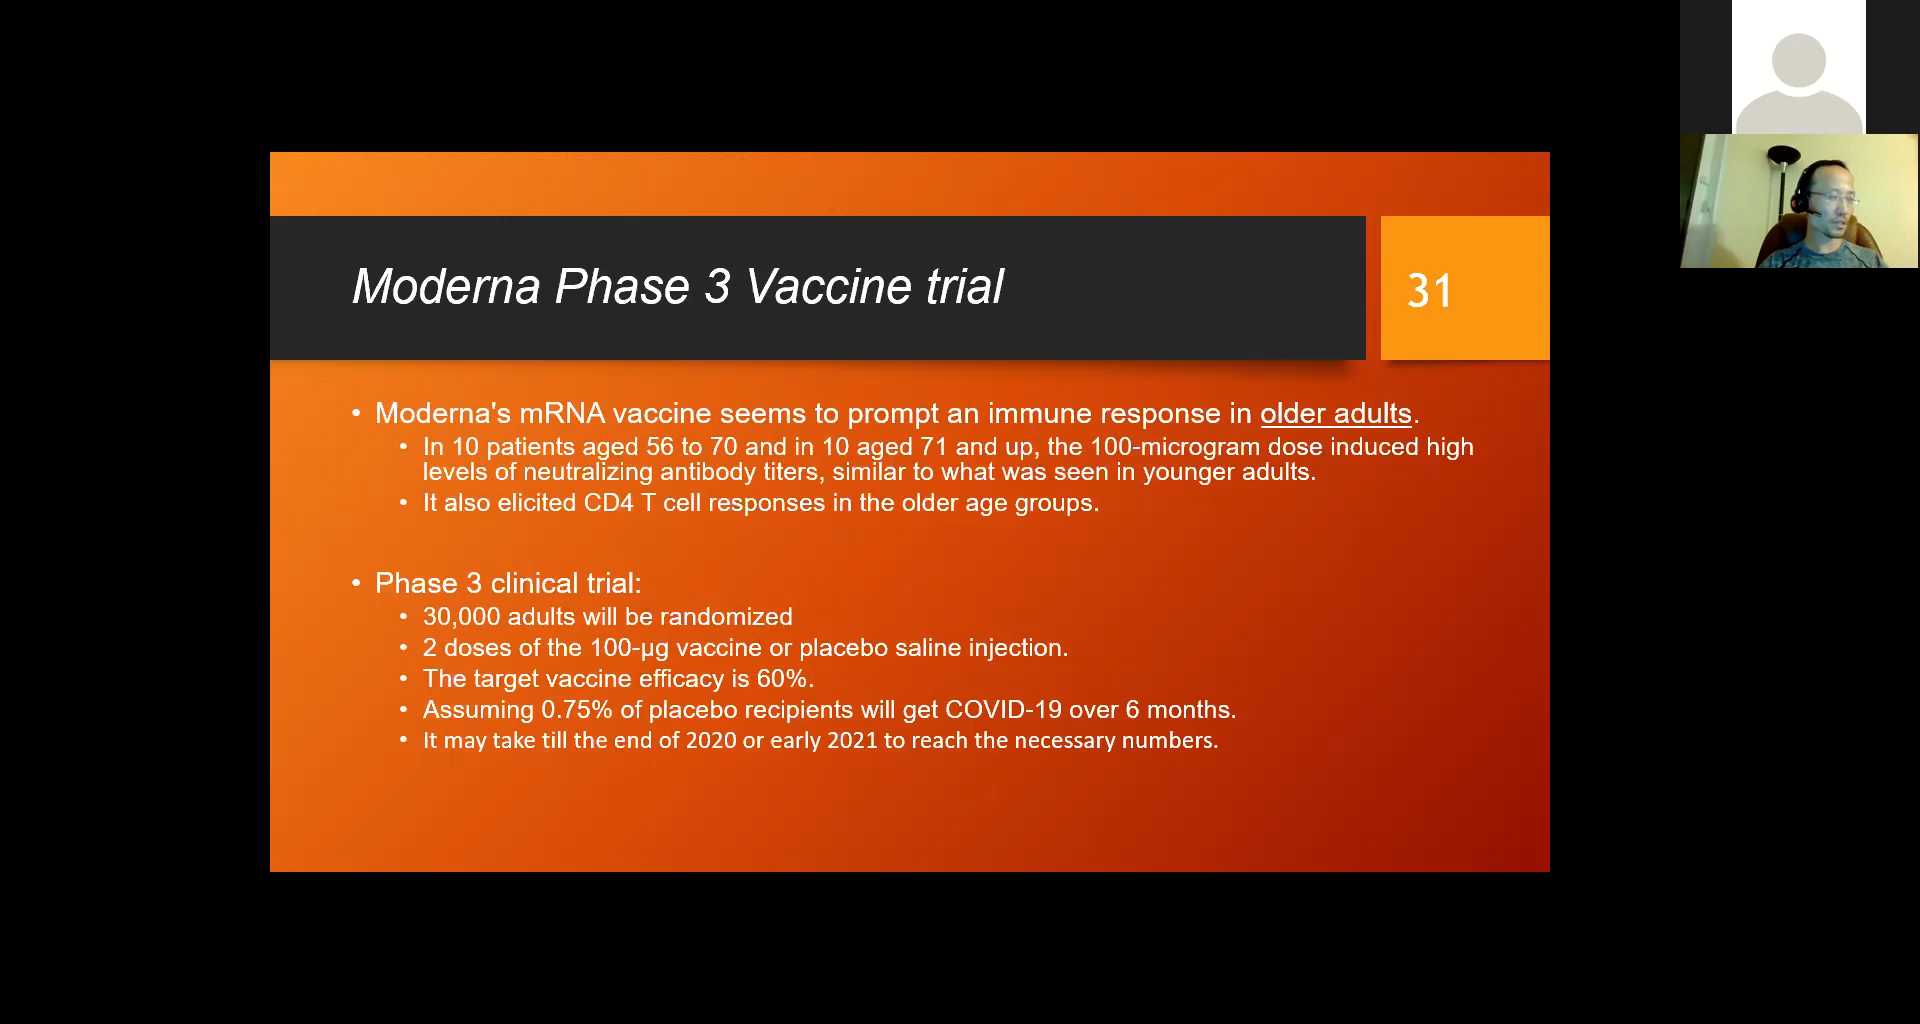 Moderna Phase 3 Vaccine trial
31
• Moderna's mRNA vaccine seems to prompt an immune response in older adults.
• In 10 patients aged 56 to 70 and in 10 aged 71 and up, the 100-microgram dose induced high
levels of neutralizing antibody titers, similar to what was seen in younger adults.
• It also elicited CD4 T cell responses in the older age groups.
• Phase 3 clinical trial:
• 30,000 adults will be randomized
• 2 doses of the 100-μg vaccine or placebo saline injection.
• The target vaccine efficacy is 60%.
• Assuming 0.75% of placebo recipients will get COVID-19 over 6 months.
• It may take till the end of 2020 or early 2021 to reach the necessary numbers.